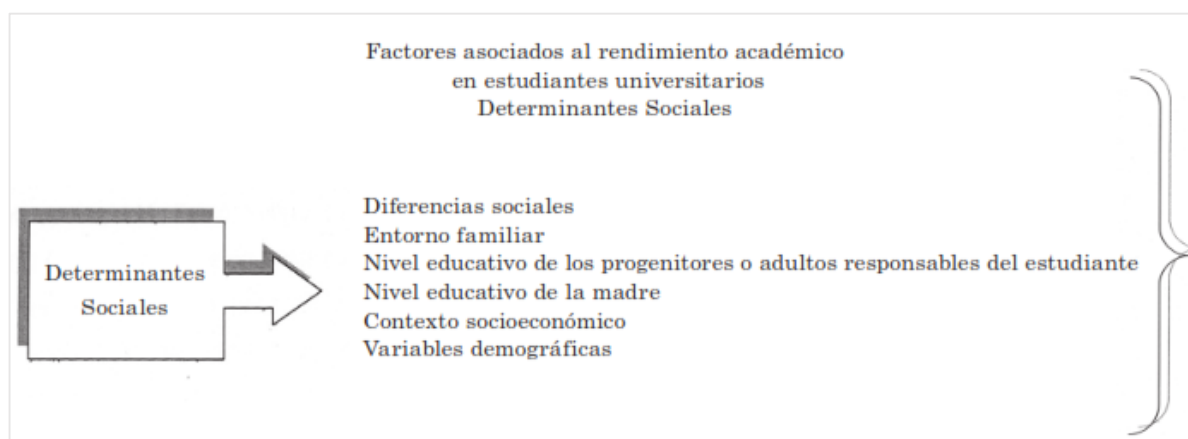 Factores asociados al rendimiento académico
en estudiantes universitarios
Determinantes Sociales
Determinantes
Sociales
Diferencias sociales
Entorno familiar
Nivel educativo de los progenitores o adultos responsables del estudiante
Nivel educativo de la madre
Contexto socioeconómico
Variables demográficas